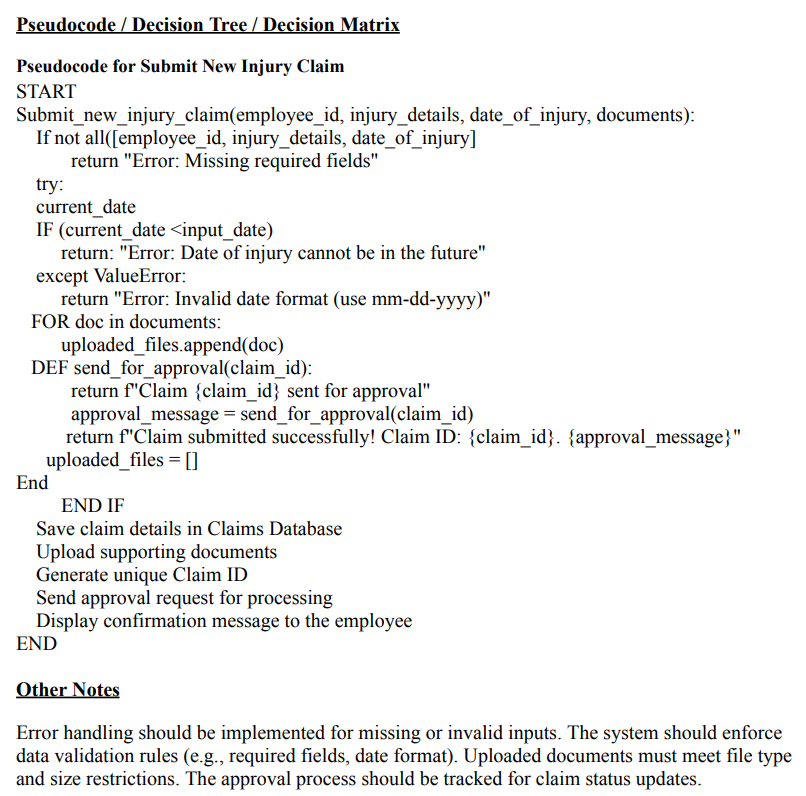 Pseudocode / Decision Tree / Decision Matrix
Pseudocode for Submit New Injury Claim
START
Submit_new_injury_claim(employee_id, injury_details, date_of_injury, documents):
If not all([employee_id, injury_details, date_of_injury]
return "Error: Missing required fields"
try:
current_date
IF (current_date <input_date)
return: "Error: Date of injury cannot be in the future"
except ValueError:
return "Error: Invalid date format (use mm-dd-yyyy)"
FOR doc in documents:
uploaded_files.append(doc)
DEF send_for_approval(claim_id):
return f"Claim {claim_id} sent for approval"
approval_message = send_for_approval(claim_id)
return f"Claim submitted successfully! Claim ID: {claim_id}. {approval_message}"
uploaded_files = []
End
END IF
Save claim details in Claims Database
Upload supporting documents
Generate unique Claim ID
Send approval request for processing
Display confirmation message to the employee
END
Other Notes
Error handling should be implemented for missing or invalid inputs. The system should enforce
data validation rules (e.g., required fields, date format). Uploaded documents must meet file type
and size restrictions. The approval process should be tracked for claim status updates.